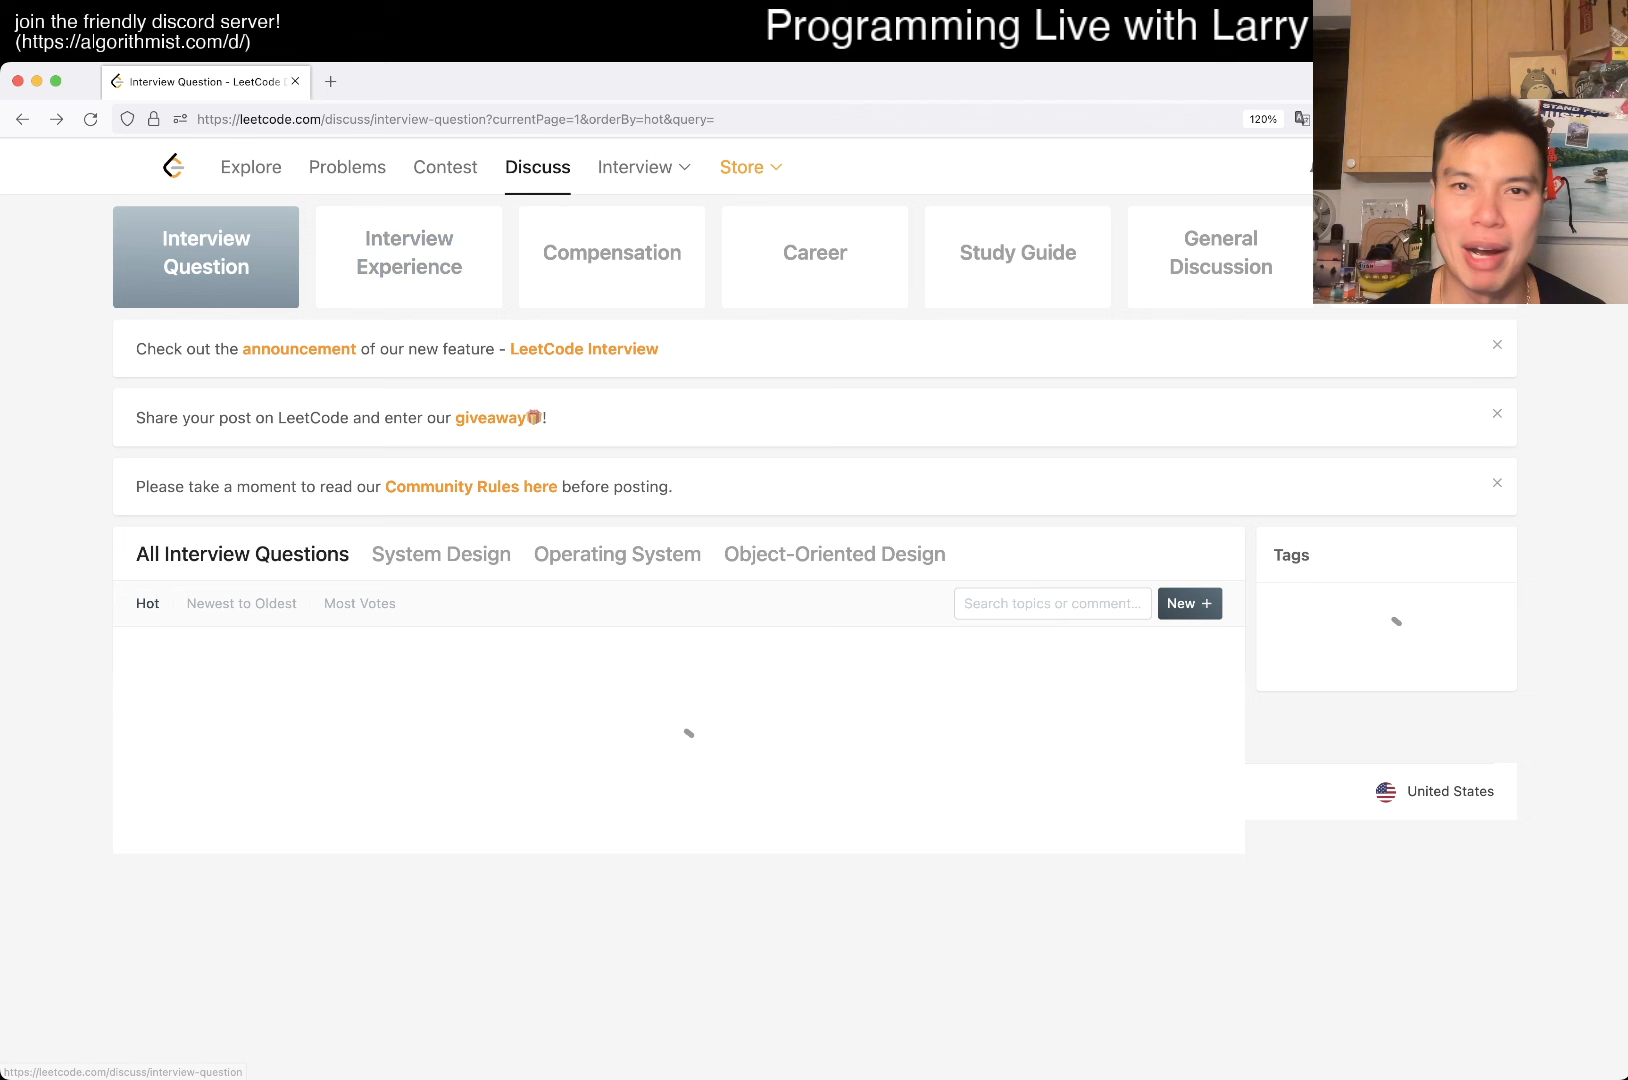 join the friendly discord server!
(https://algorithmist.com/d/)
Programming Live with Larry
Interview Question - LeetCode
https://leetcode.com/discuss/interview-question?currentPage=1&orderBy=hot&query=
120%
Explore Problems Contest Discuss Interview Store
Interview
Question
Interview
Experience
Compensation
Career
Study Guide
General
Discussion
STAND FOR
Check out the announcement of our new feature - LeetCode Interview
Share your post on LeetCode and enter our giveaway🎁!
Please take a moment to read our Community Rules here before posting.
All Interview Questions System Design Operating System Object-Oriented Design
Tags
Hot Newest to Oldest Most Votes
Search topics or comment...
New +
United States
https://leetcode.com/discuss/interview-question